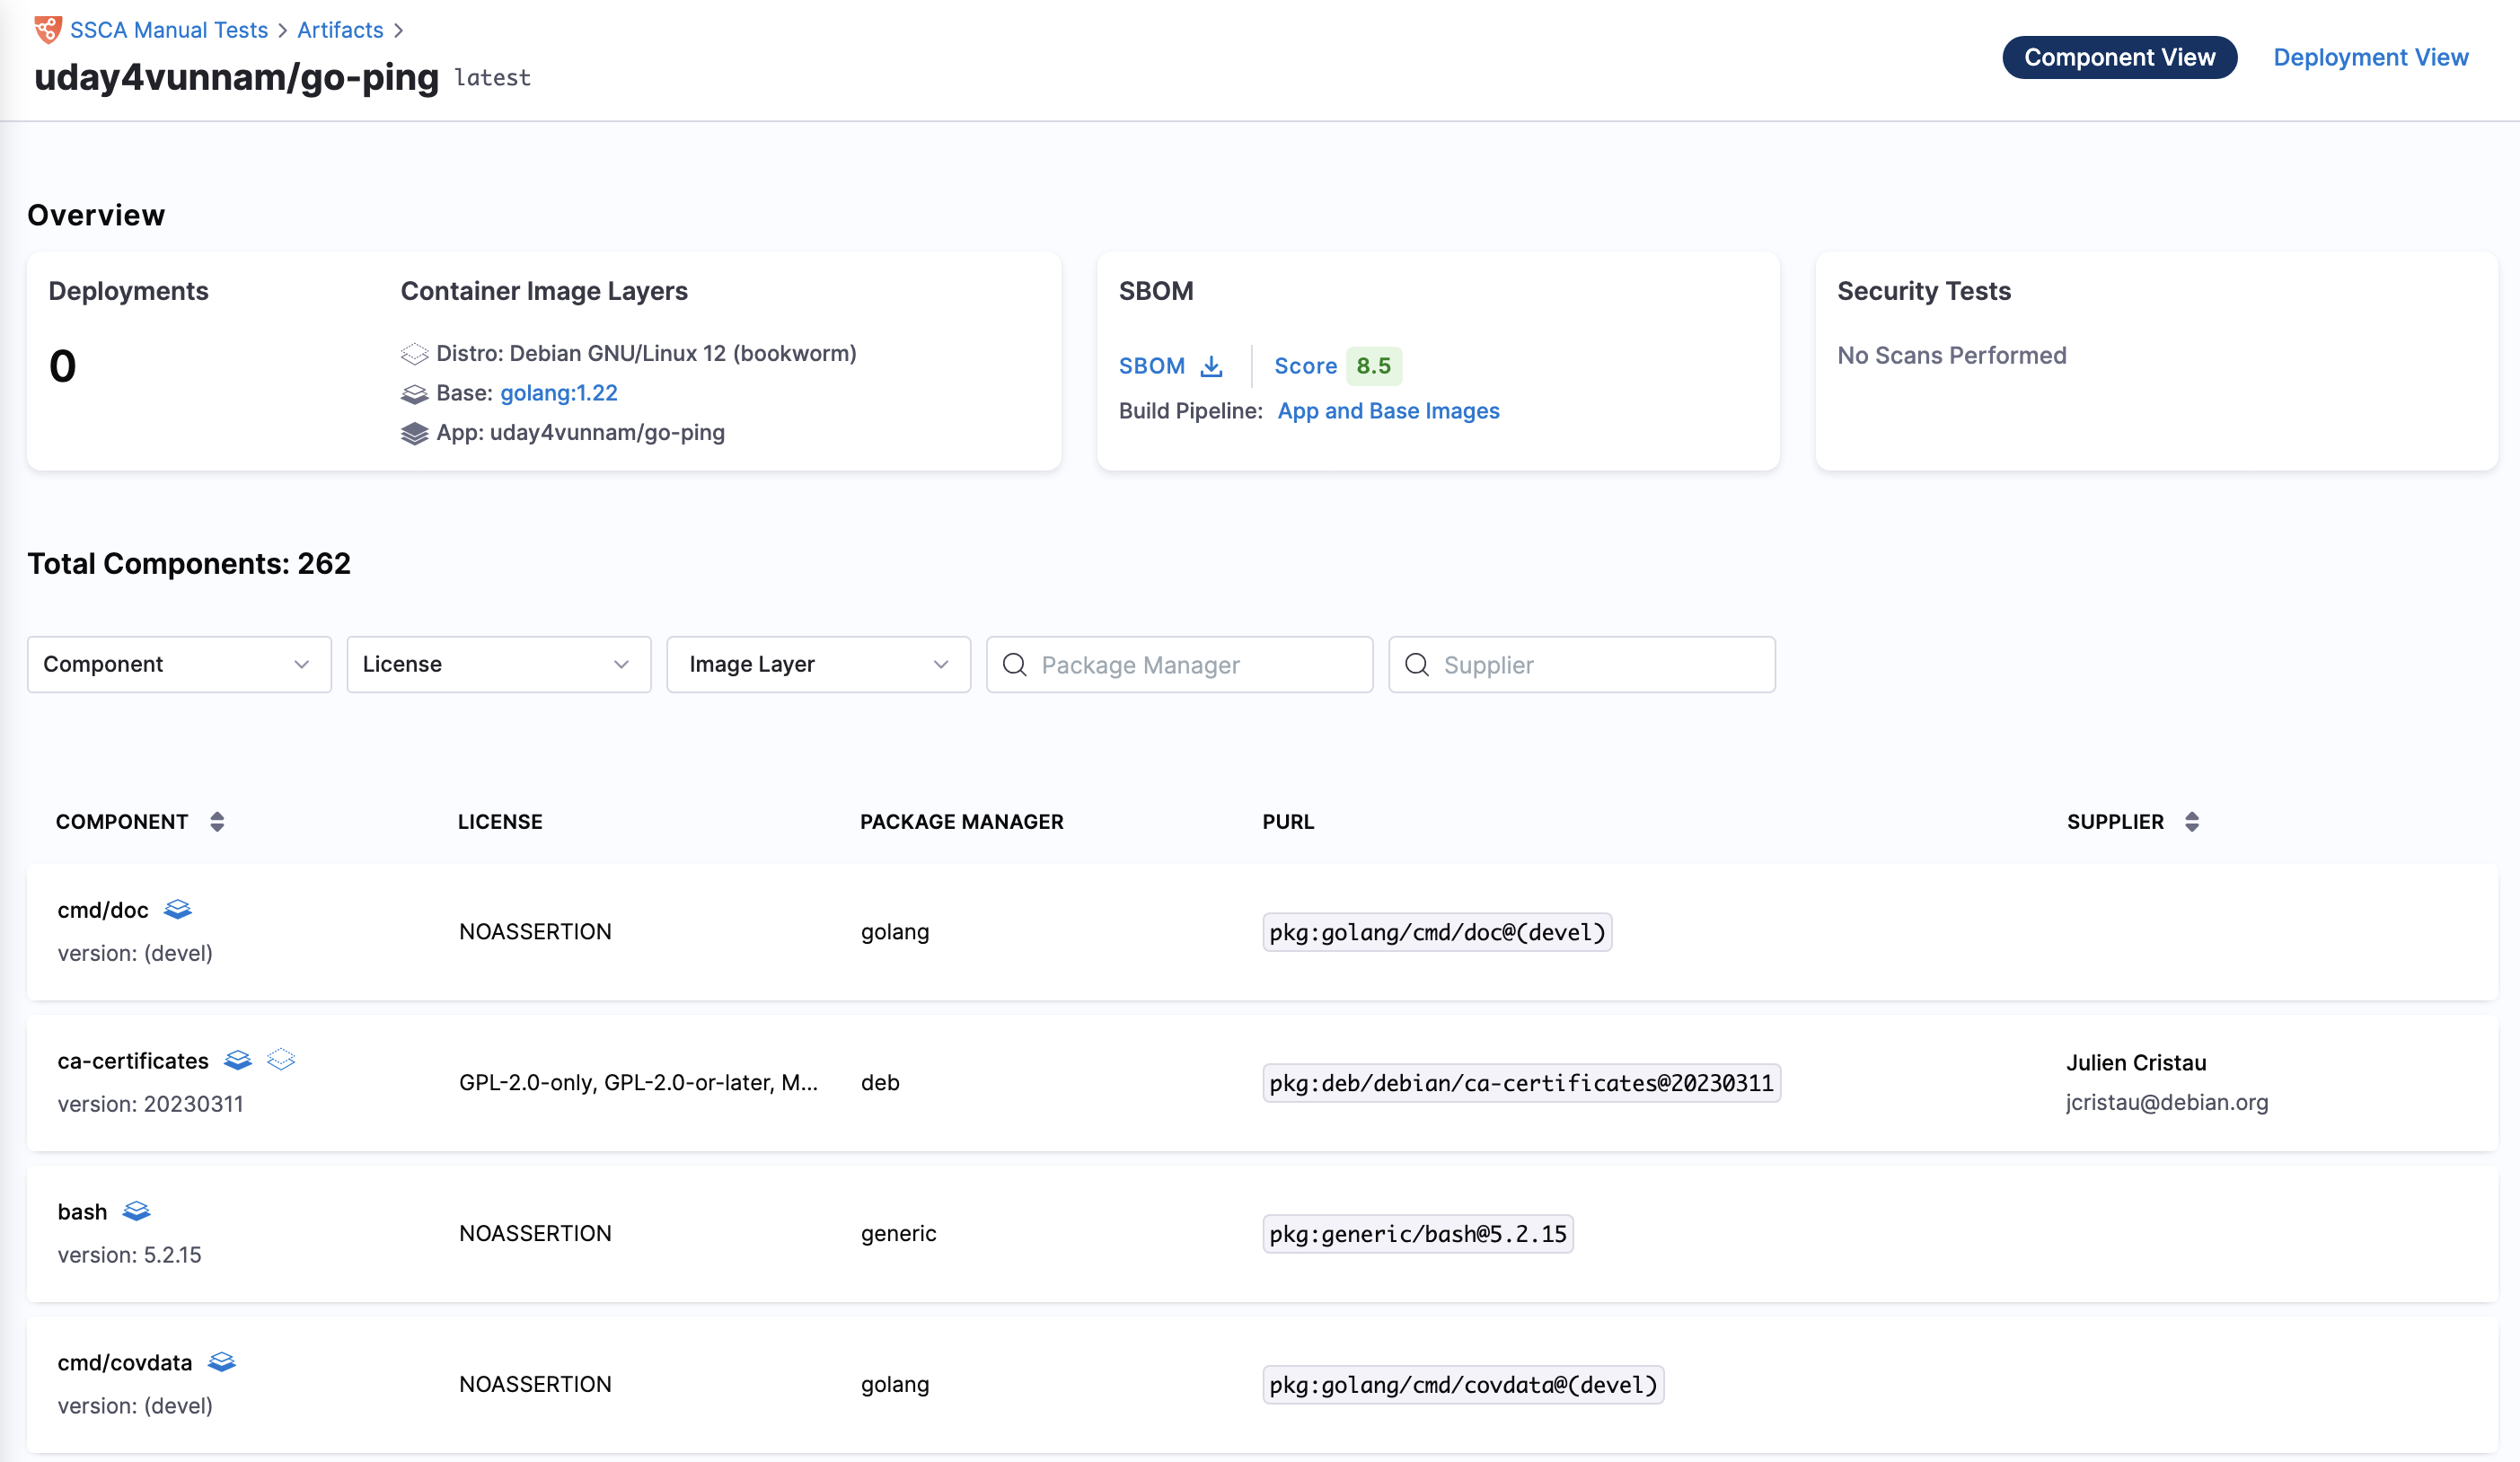 SSCA Manual Tests > Artifacts >
uday4vunnam/go-ping latest
Component View
Deployment View
Overview
Deployments
0
Container Image Layers
Distro: Debian GNU/Linux 12 (bookworm)
Base: golang:1.22
App: uday4vunnam/go-ping
SBOM
SBOM
Score 8.5
Build Pipeline: App and Base Images
Security Tests
No Scans Performed
Total Components: 262
Component
License
Image Layer
Package Manager
Supplier
COMPONENT LICENSE PACKAGE MANAGER PURL SUPPLIER
cmd/doc
version: (devel)
NOASSERTION
golang
pkg:golang/cmd/doc@(devel)
ca-certificates
version: 20230311
GPL-2.0-only, GPL-2.0-or-later, M...
deb
pkg:deb/debian/ca-certificates@20230311
Julien Cristau
jcristau@debian.org
bash
version: 5.2.15
NOASSERTION
generic
pkg:generic/bash@5.2.15
cmd/covdata
version: (devel)
NOASSERTION
golang
pkg:golang/cmd/covdata@(devel)